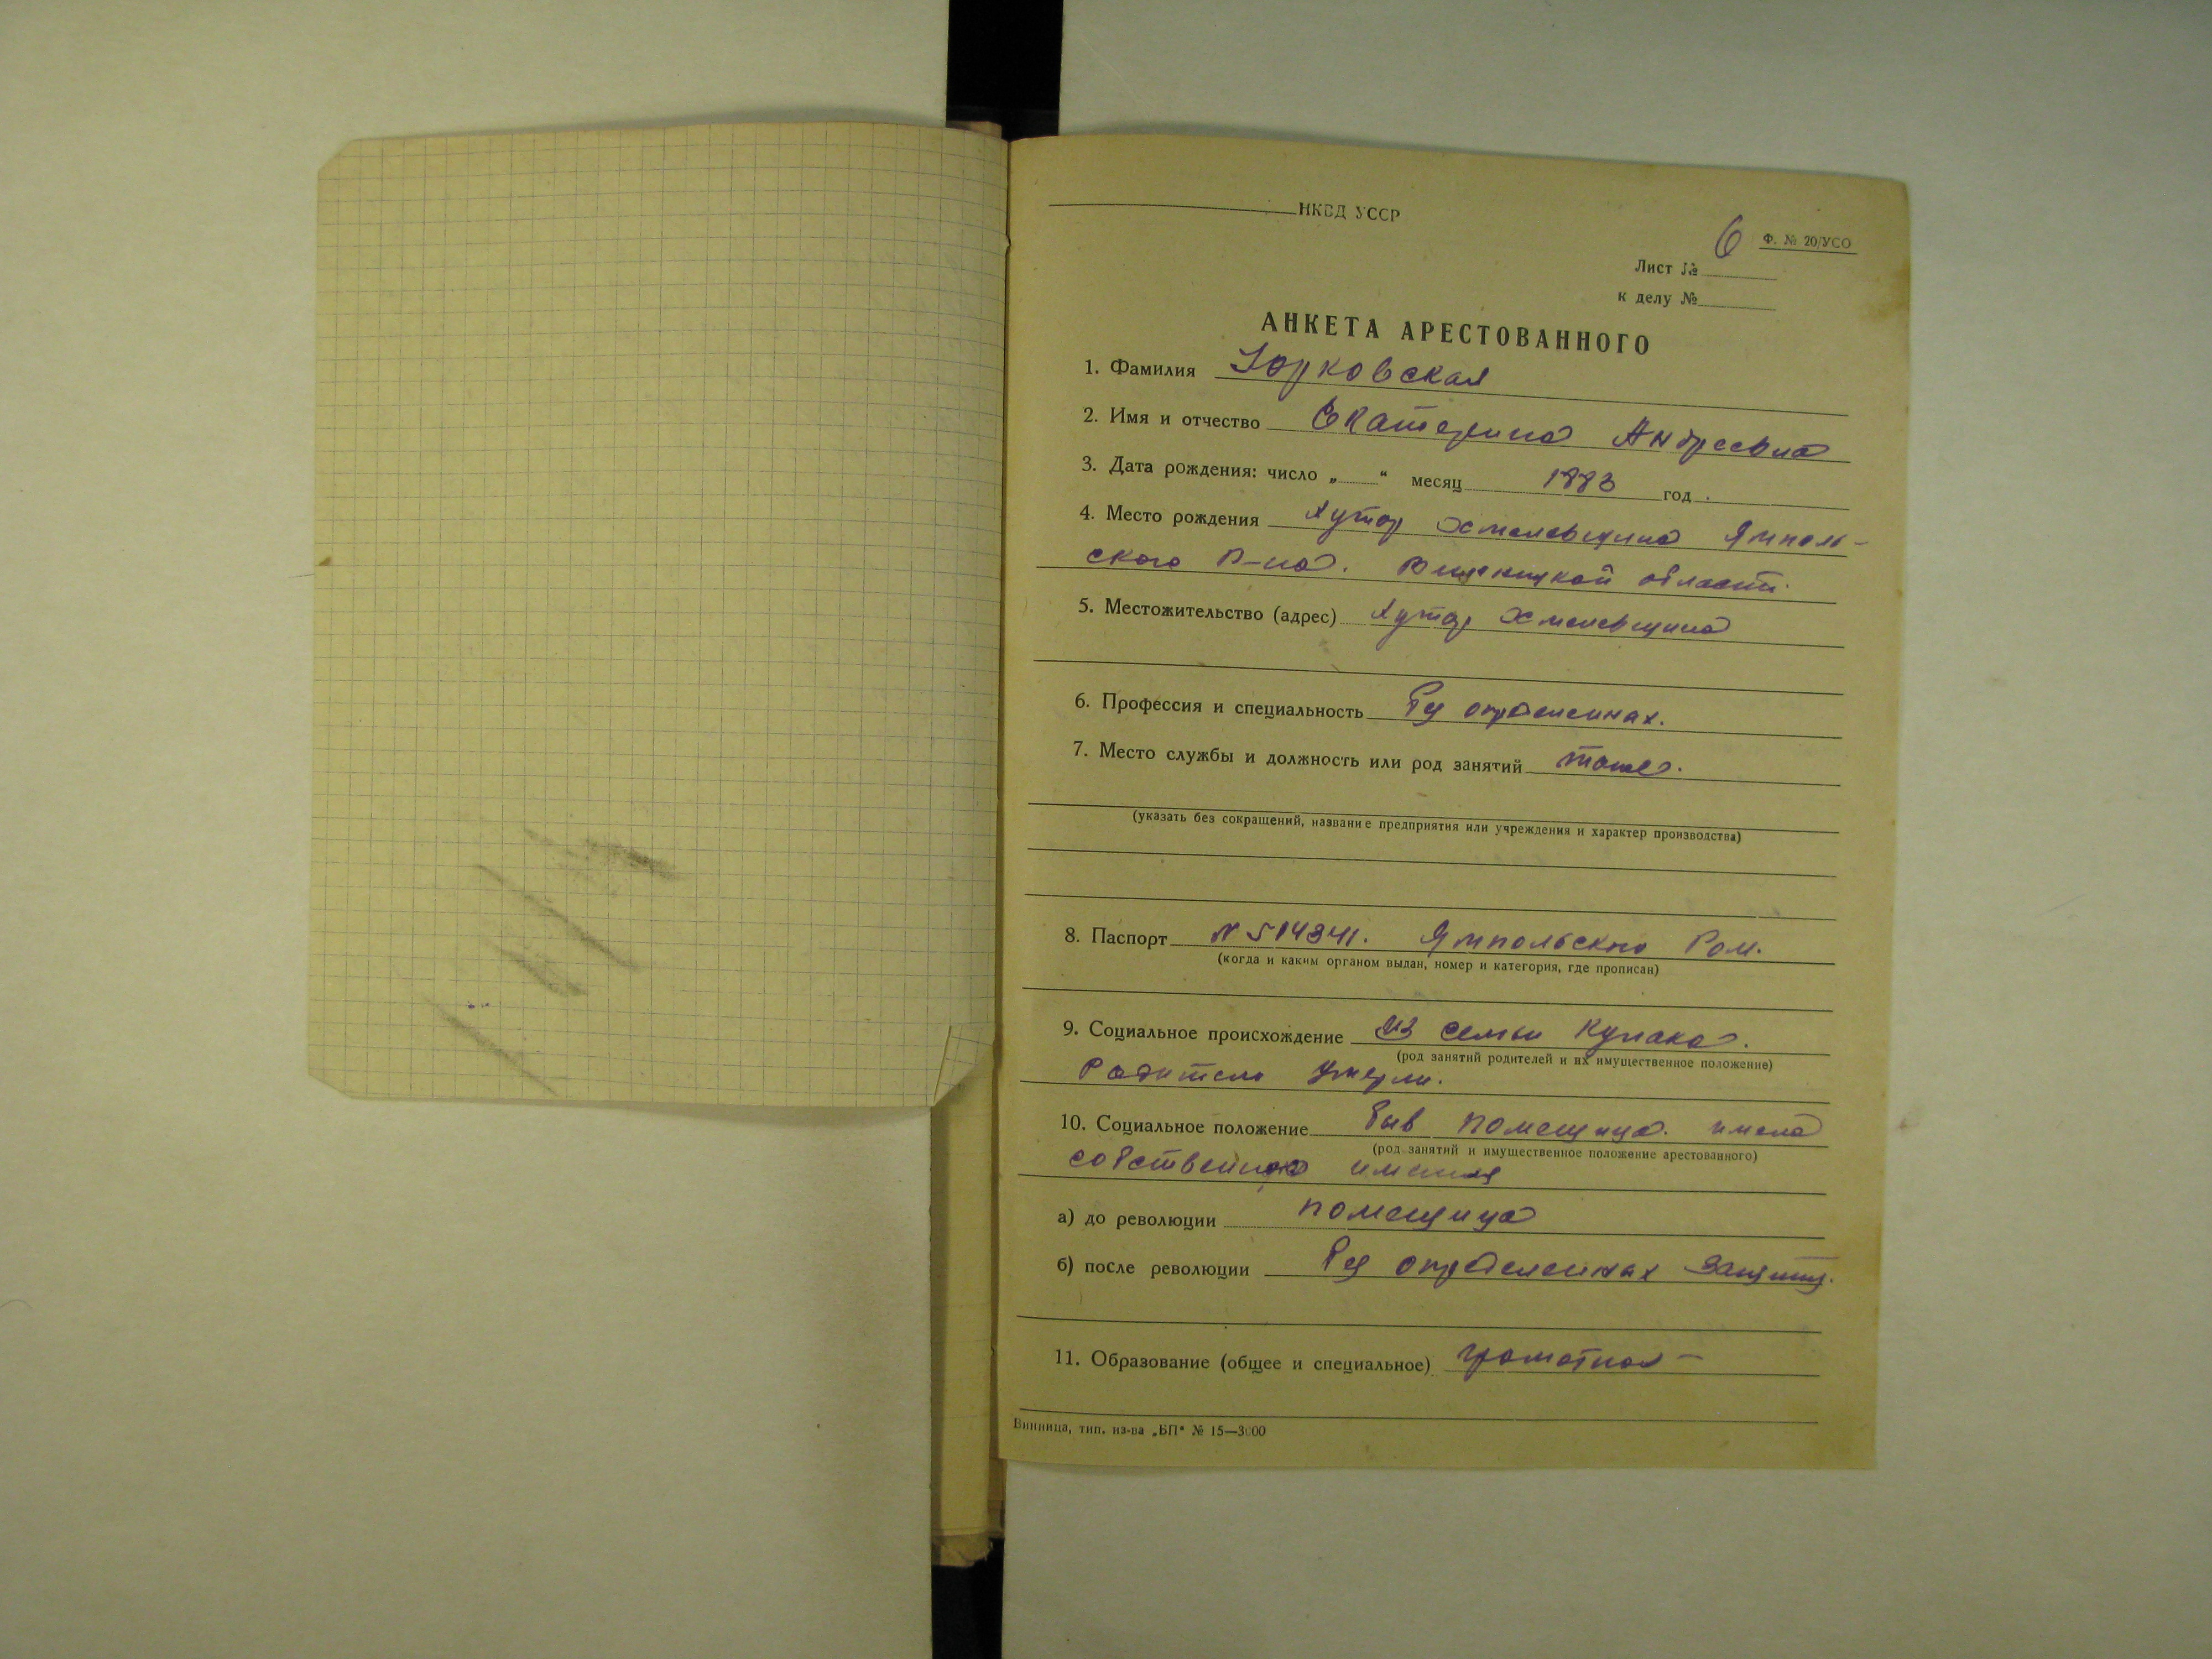 НКВД УССР
6
Ф. № 20/УСО
Лист №
к делу №
АНКЕТА АРЕСТОВАННОГО
1. Фамилия Юрковская
2. Имя и отчество Екатерина Андреевна
3. Дата рождения: число „ “ месяц 1883 год.
4. Место рождения Хутор Хмелевщина Ямполь-
ского Р-на. Винницкой области.
5. Местожительство (адрес) Хутор Хмелевщина
6. Профессия и специальность без определенных.
7. Место службы и должность или род занятий тоже.
(указать без сокращений, название предприятия или учреждения и характер производства)
8. Паспорт № 514341. Ямпольским Ром.
(когда и каким органом выдан, номер и категория, где прописан)
9. Социальное происхождение Из семьи Кулака.
(род занятий родителей и их имущественное положение)
Родители Умерли.
10. Социальное положение быв помещица. имела
(род занятий и имущественное положение арестованного)
собственное имение
а) до революции помещица
б) после революции без определенных занятий.
11. Образование (общее и специальное) грамотная —
Винница, тип. из-ва „БП“ № 15—3000